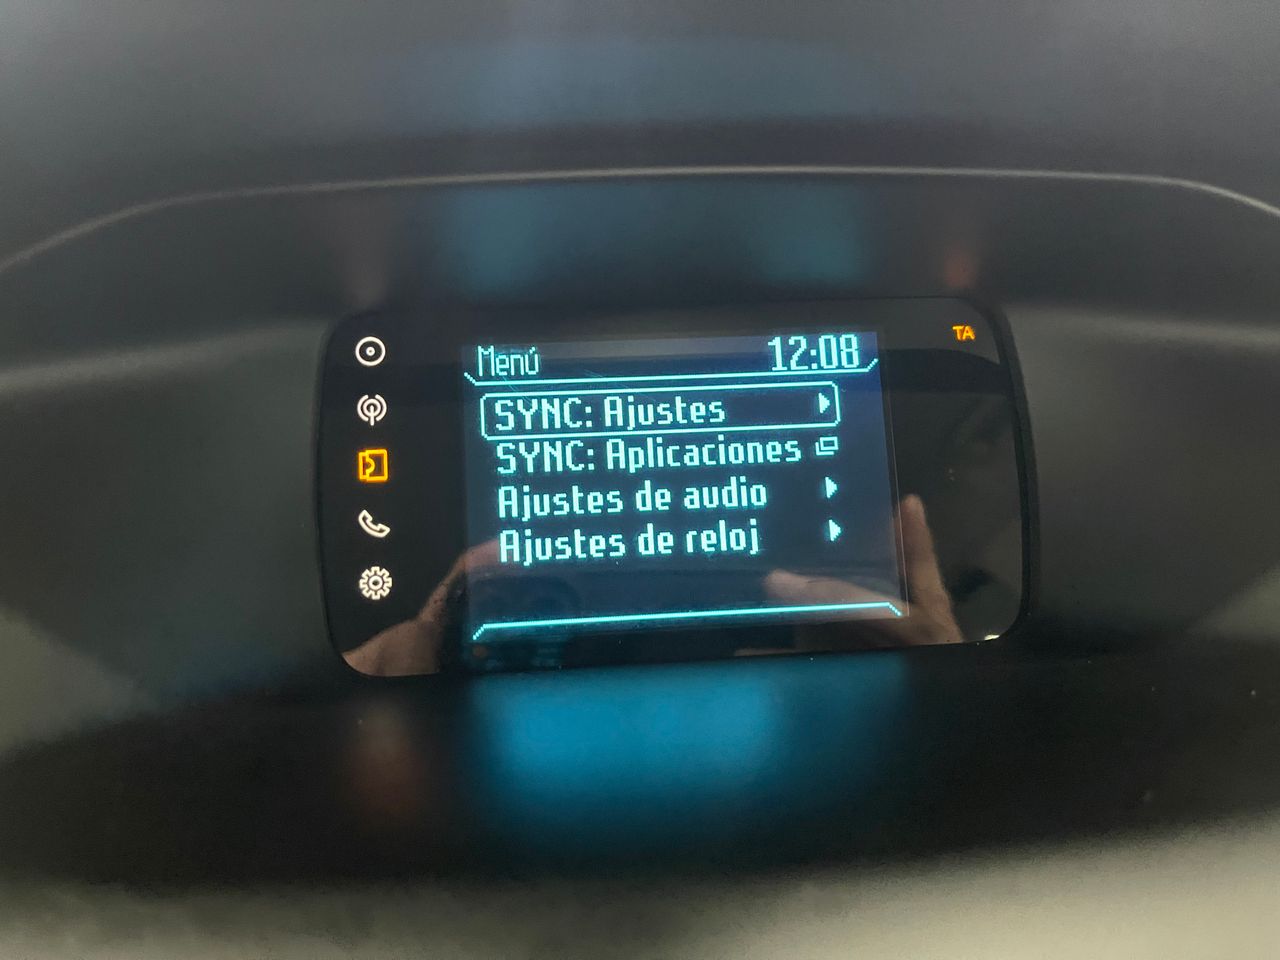 Menú 12:08
TA
SYNC: Ajustes
SYNC: Aplicaciones
Ajustes de audio
Ajustes de reloj